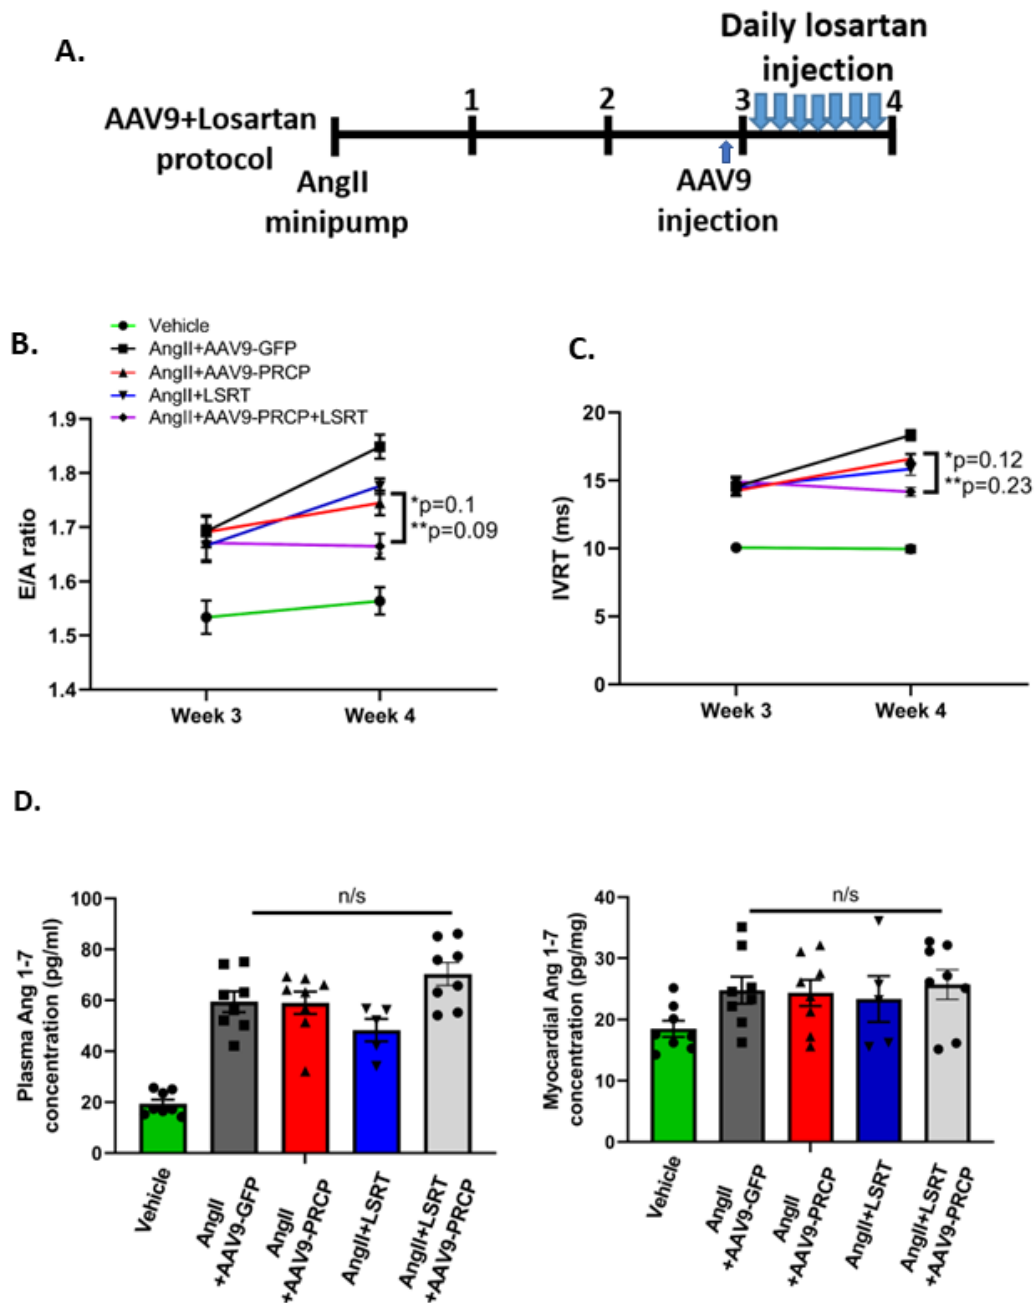 A.
Daily losartan
injection
AAV9+Losartan
protocol
1
2
3
4
AngII
minipump
AAV9
injection
B.
Vehicle
AngII+AAV9-GFP
AngII+AAV9-PRCP
AngII+LSRT
AngII+AAV9-PRCP+LSRT
E/A ratio
1.9
1.8
1.7
1.6
1.5
1.4
*p=0.1
**p=0.09
Week 3
Week 4
C.
IVRT (ms)
20
15
10
5
0
*p=0.12
**p=0.23
Week 3
Week 4
D.
Plasma Ang 1-7
concentration (pg/ml)
100
80
60
40
20
0
n/s
Vehicle
AngII
+AAV9-GFP
AngII
+AAV9-PRCP
AngII+LSRT
AngII+LSRT
+AAV9-PRCP
Myocardial Ang 1-7
concentration (pg/mg)
40
30
20
10
0
n/s
Vehicle
AngII
+AAV9-GFP
AngII
+AAV9-PRCP
AngII+LSRT
AngII+LSRT
+AAV9-PRCP